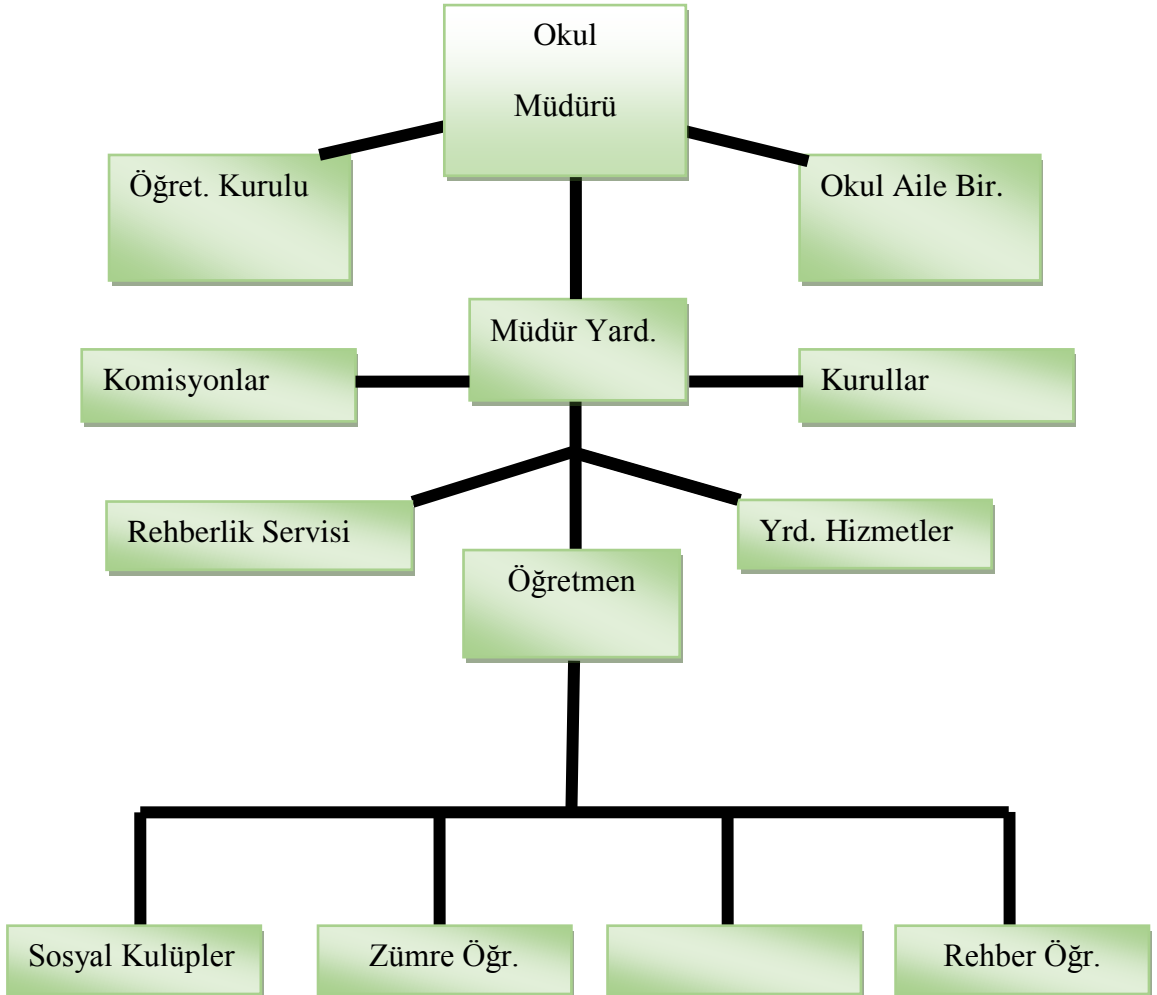 Okul
Müdürü
Öğret. Kurulu
Okul Aile Bir.
Müdür Yard.
Komisyonlar
Kurullar
Rehberlik Servisi
Yrd. Hizmetler
Öğretmen
Sosyal Kulüpler
Zümre Öğr.
Rehber Öğr.